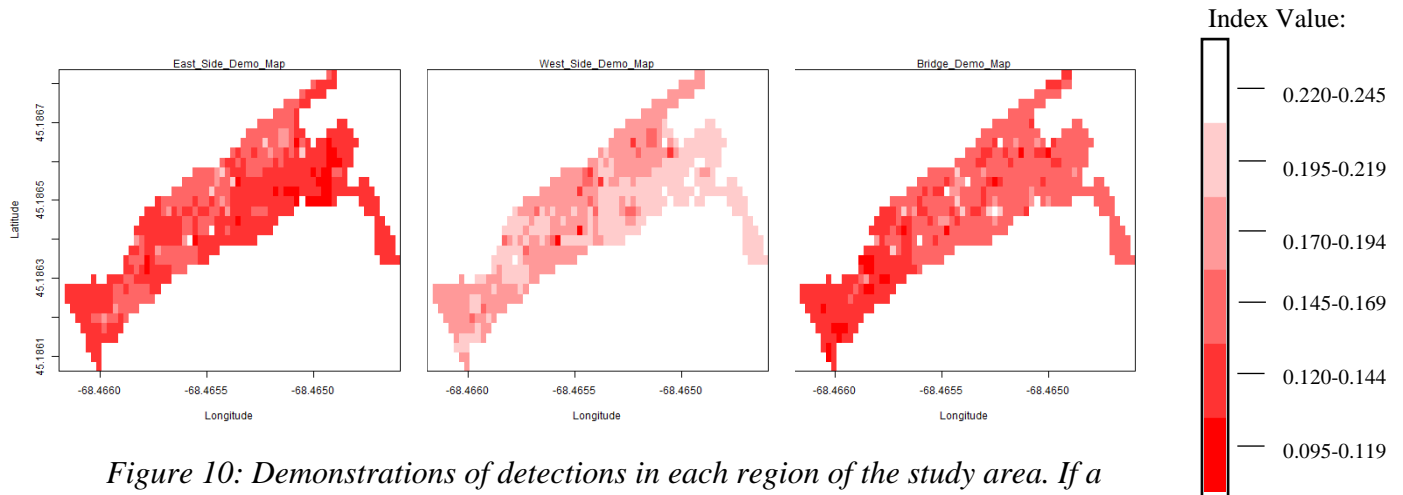 Index Value:
East_Side_Demo_Map
West_Side_Demo_Map
Bridge_Demo_Map
0.220-0.245
0.195-0.219
0.170-0.194
0.145-0.169
0.120-0.144
0.095-0.119
45.1867
45.1865
45.1863
45.1861
Latitude
-68.4660 -68.4655 -68.4650
-68.4660 -68.4655 -68.4650
-68.4660 -68.4655 -68.4650
Longitude
Longitude
Longitude
Figure 10: Demonstrations of detections in each region of the study area. If a